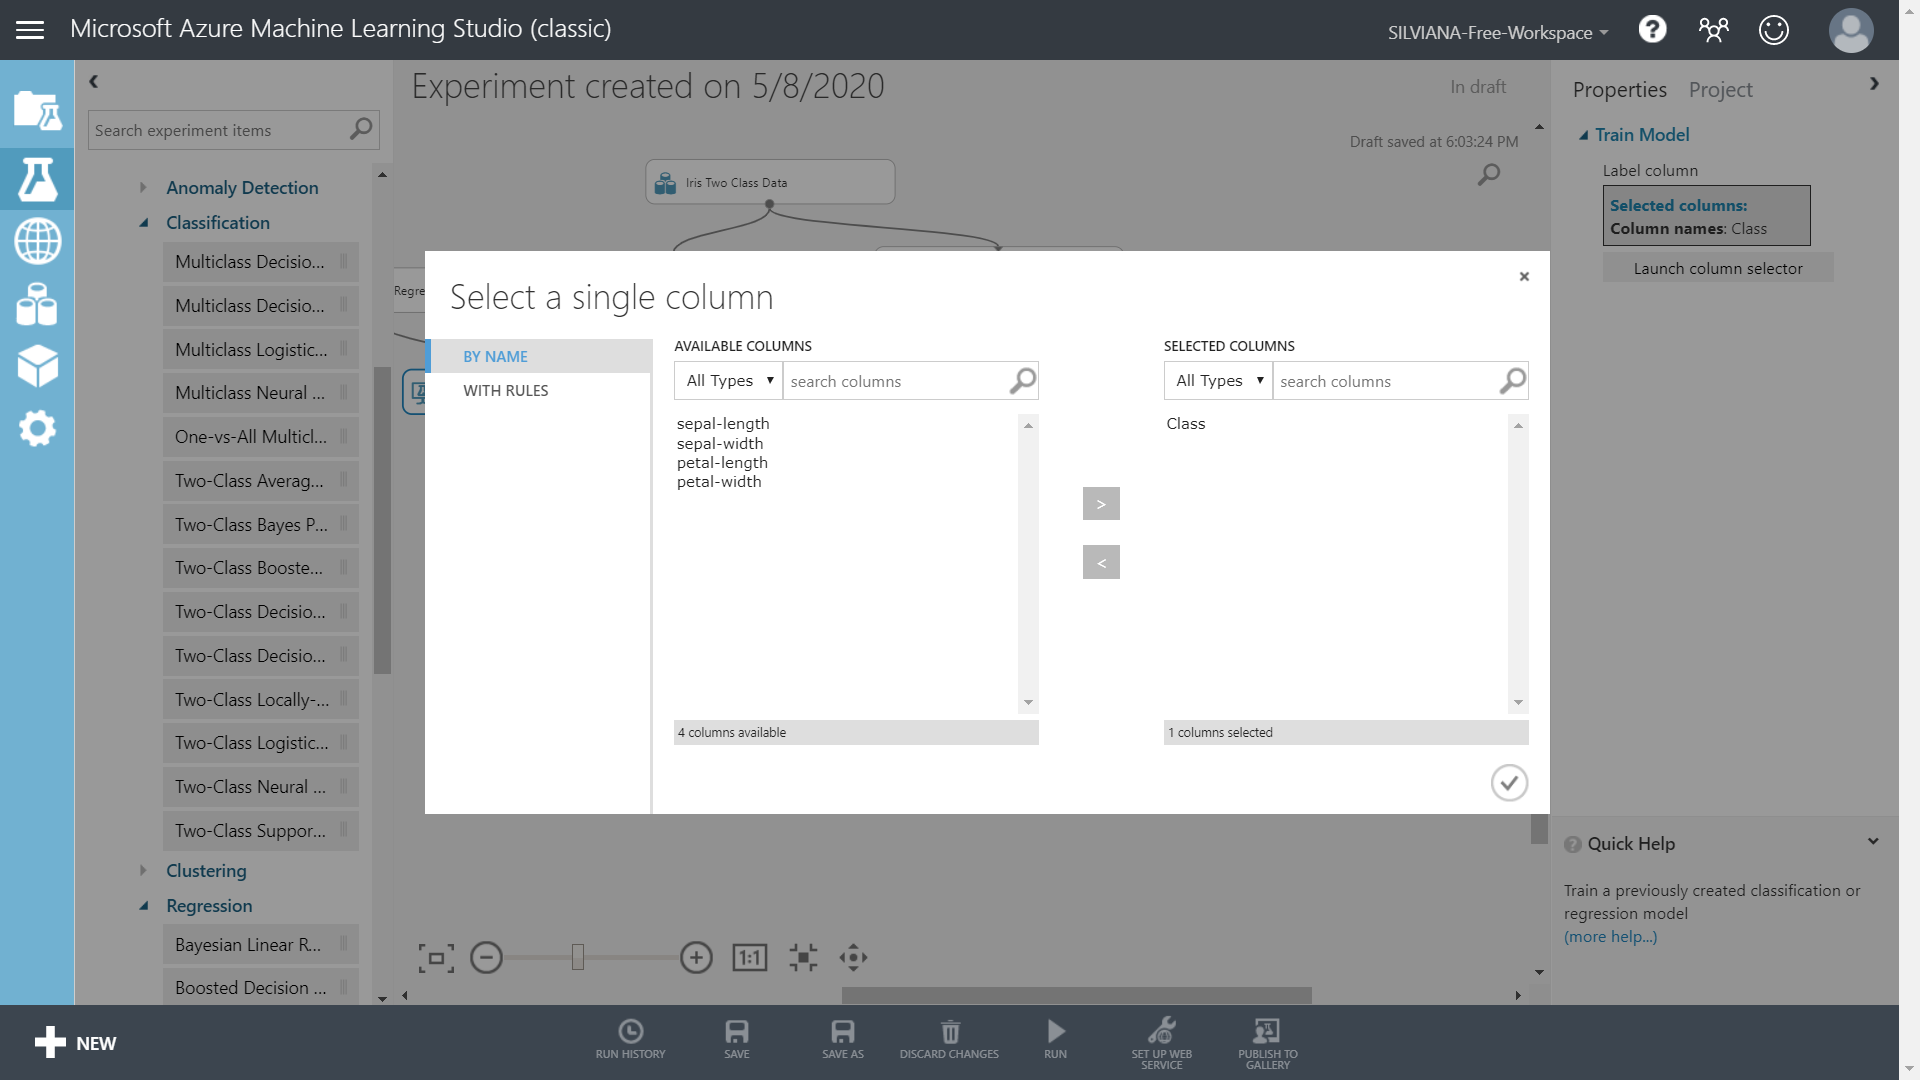 Microsoft Azure Machine Learning Studio (classic)
SILVIANA-Free-Workspace
?
Search experiment items
Anomaly Detection
Classification
Multiclass Decisio...
Multiclass Decisio...
Multiclass Logistic...
Multiclass Neural ...
One-vs-All Multicl...
Two-Class Averag...
Two-Class Bayes P...
Two-Class Booste...
Two-Class Decisio...
Two-Class Decisio...
Two-Class Locally-...
Two-Class Logistic...
Two-Class Neural ...
Two-Class Suppor...
Clustering
Regression
Bayesian Linear R...
Boosted Decision ...
Experiment created on 5/8/2020
In draft
Draft saved at 6:03:24 PM
Iris Two Class Data
Regre
Select a single column
BY NAME
WITH RULES
AVAILABLE COLUMNS
All Types
search columns
sepal-length
sepal-width
petal-length
petal-width
4 columns available
>
<
SELECTED COLUMNS
All Types
search columns
Class
1 columns selected
1:1
Properties Project
Train Model
Label column
Selected columns:
Column names: Class
Launch column selector
? Quick Help
Train a previously created classification or
regression model
(more help...)
NEW
RUN HISTORY
SAVE
SAVE AS
DISCARD CHANGES
RUN
SET UP WEB
SERVICE
PUBLISH TO
GALLERY